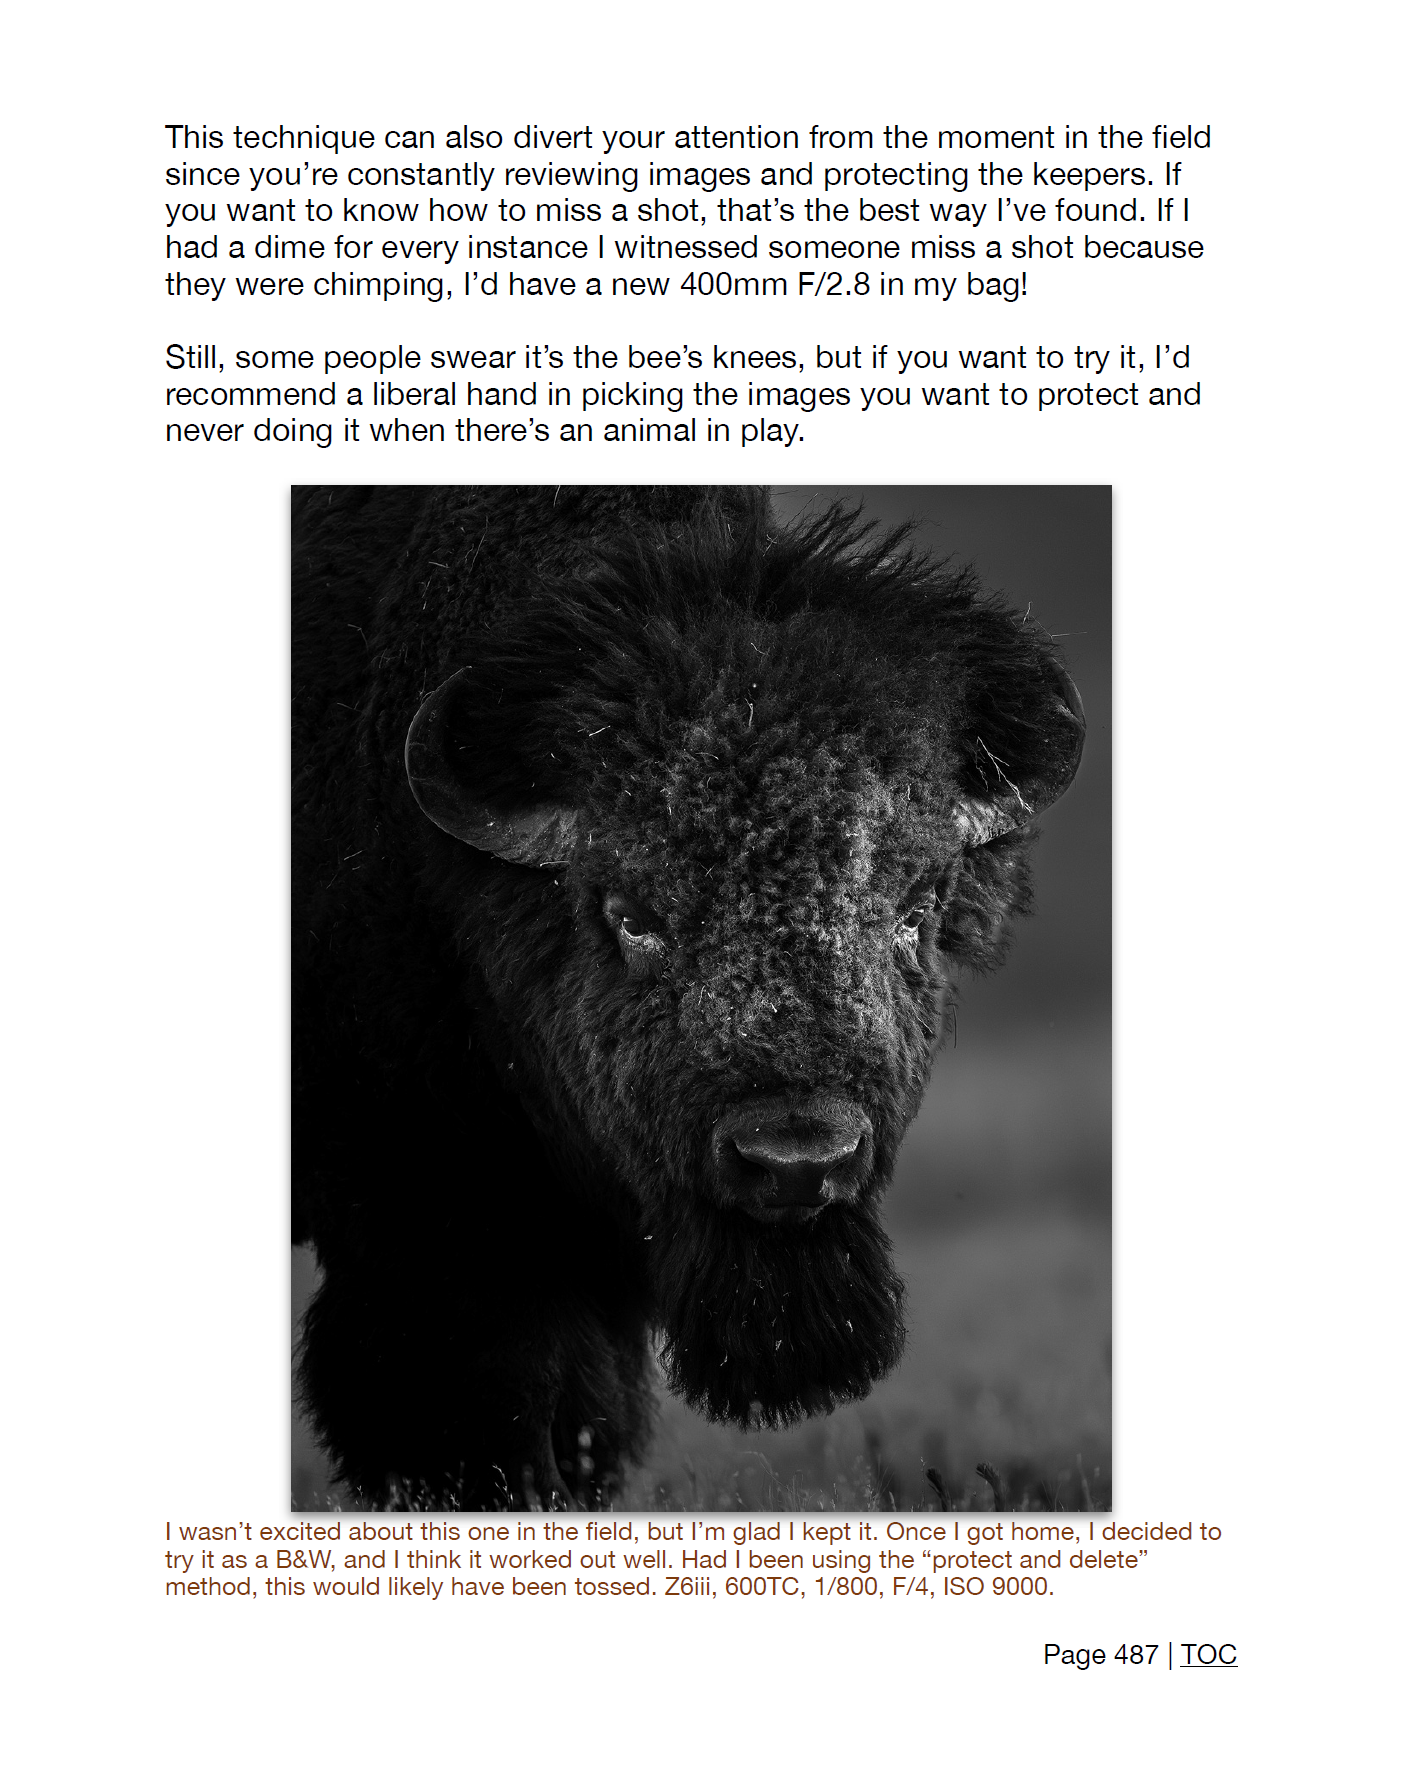 This technique can also divert your attention from the moment in the field
since you’re constantly reviewing images and protecting the keepers. If
you want to know how to miss a shot, that’s the best way I’ve found. If I
had a dime for every instance I witnessed someone miss a shot because
they were chimping, I’d have a new 400mm F/2.8 in my bag!
Still, some people swear it’s the bee’s knees, but if you want to try it, I’d
recommend a liberal hand in picking the images you want to protect and
never doing it when there’s an animal in play.
I wasn’t excited about this one in the field, but I’m glad I kept it. Once I got home, I decided to
try it as a B&W, and I think it worked out well. Had I been using the “protect and delete”
method, this would likely have been tossed. Z6iii, 600TC, 1/800, F/4, ISO 9000.
Page 487 | TOC